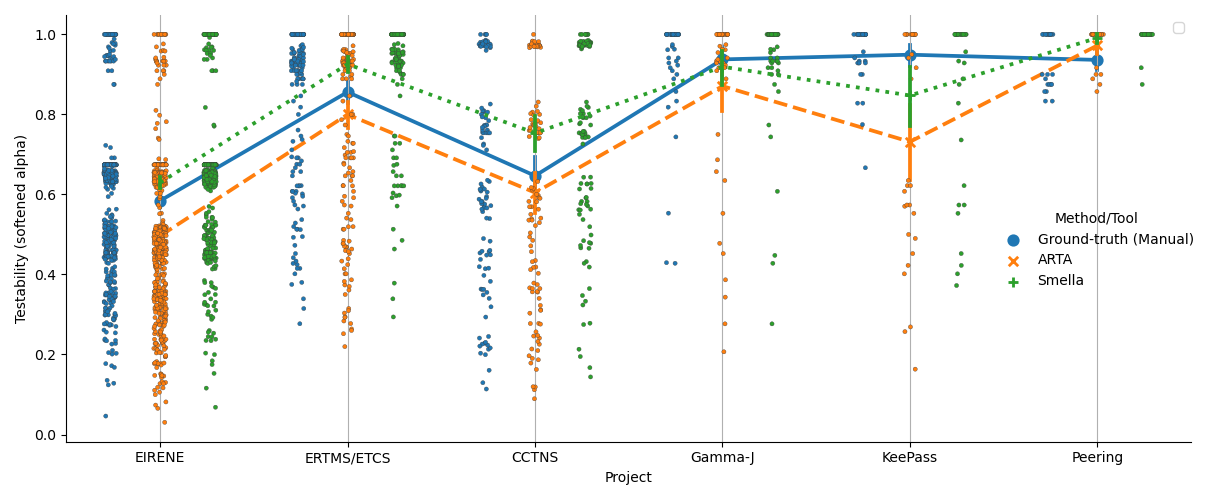 Testability (softened alpha)
1.0
0.8
0.6
0.4
0.2
0.0
EIRENE
ERTMS/ETCS
CCTNS
Gamma-J
KeePass
Peering
Project
Method/Tool
Ground-truth (Manual)
ARTA
Smella